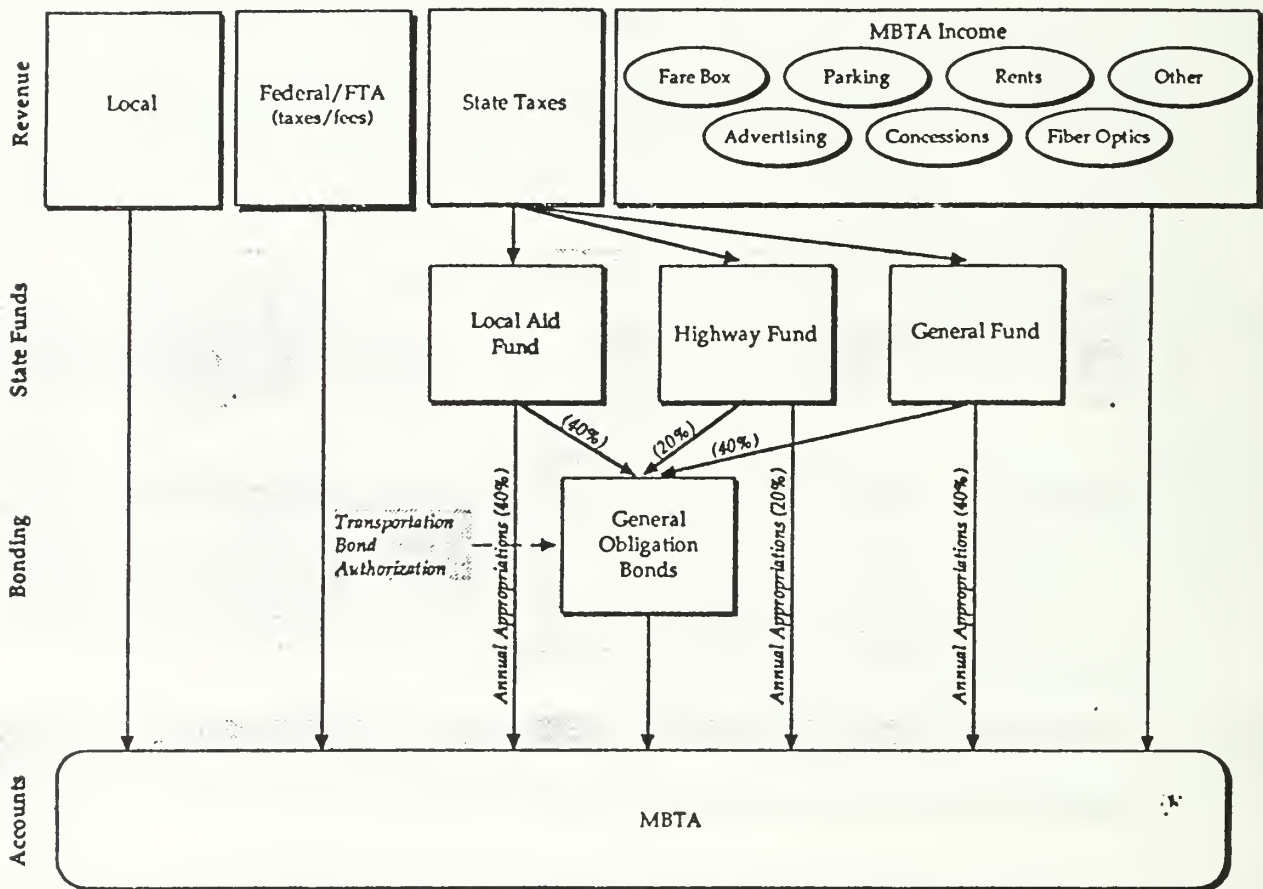 Revenue
Local
Federal/FTA
(taxes/fees)
State Taxes
MBTA Income
Fare Box
Parking
Rents
Other
Advertising
Concessions
Fiber Optics
State Funds
Local Aid
Fund
Highway Fund
General Fund
(40%)
(20%)
(40%)
Bonding
Transportation
Bond
Authorization
General
Obligation
Bonds
Annual Appropriations (40%)
Annual Appropriations (20%)
Annual Appropriations (40%)
Accounts
MBTA